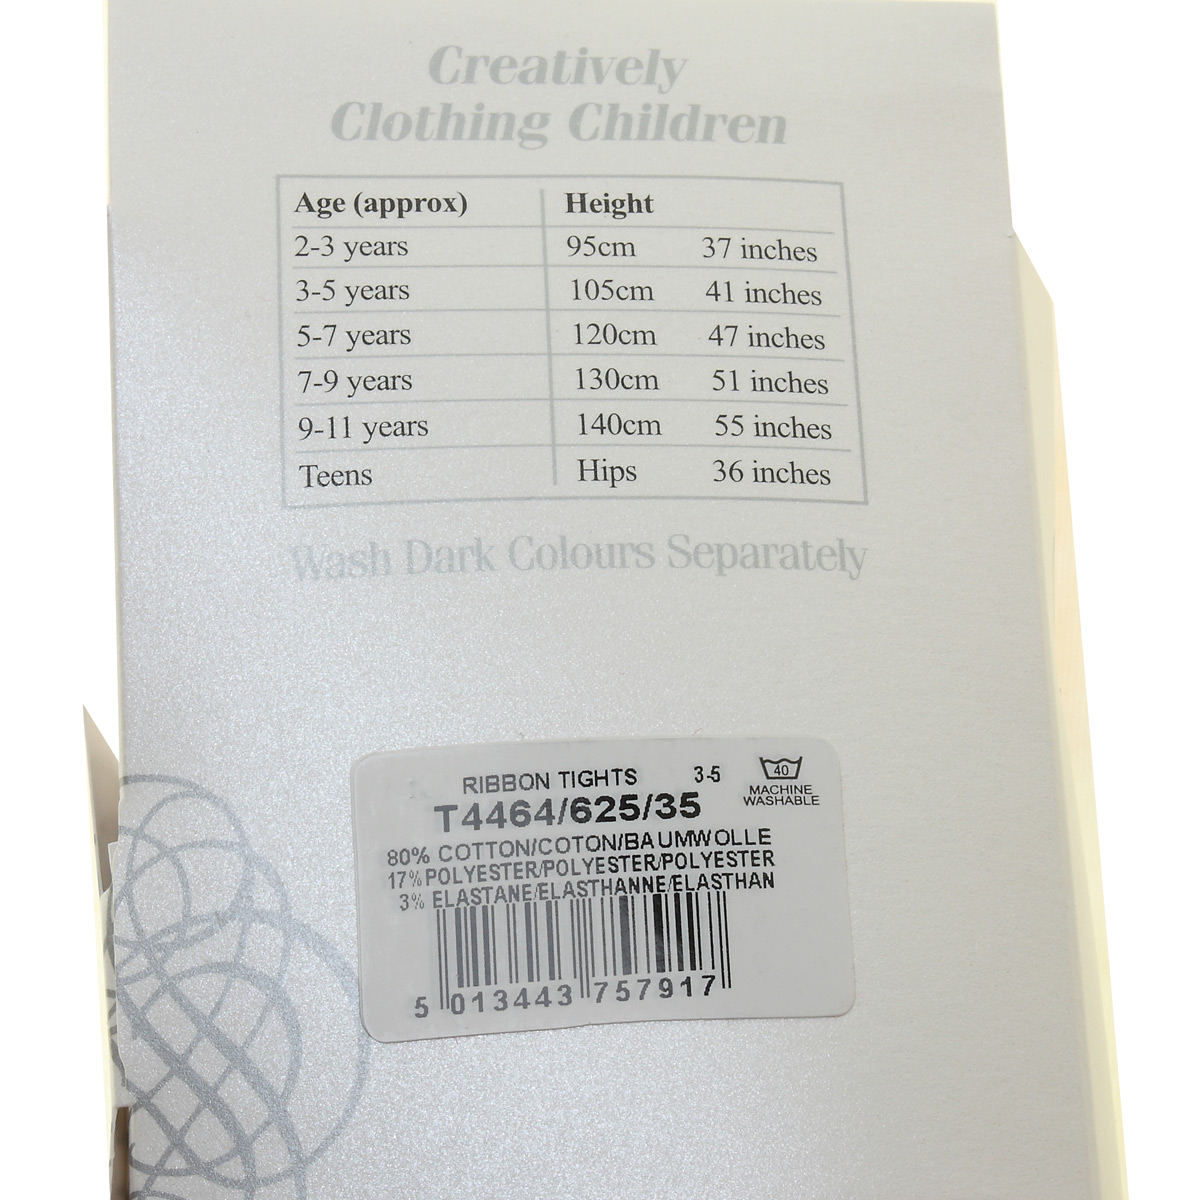 Creatively
Clothing Children
Age (approx) Height
2-3 years 95cm 37 inches
3-5 years 105cm 41 inches
5-7 years 120cm 47 inches
7-9 years 130cm 51 inches
9-11 years 140cm 55 inches
Teens Hips 36 inches
Wash Dark Colours Separately
RIBBON TIGHTS 3-5 40
T4464/625/35 MACHINE WASHABLE
80% COTTON/COTON/BAUMWOLLE
17% POLYESTER/POLYESTER/POLYESTER
3% ELASTANE/ELASTHANNE/ELASTHAN
5 013443 757917